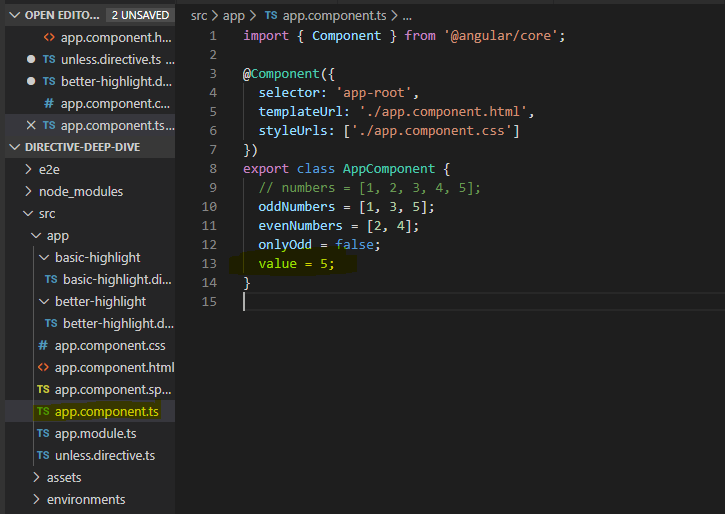 OPEN EDITO... 2 UNSAVED
<> app.component.h...
TS unless.directive.ts ...
TS better-highlight.d...
# app.component.c...
TS app.component.ts...
DIRECTIVE-DEEP-DIVE
e2e
node_modules
src
app
basic-highlight
TS basic-highlight.di...
better-highlight
TS better-highlight.d...
# app.component.css
<> app.component.html
TS app.component.sp...
TS app.component.ts
TS app.module.ts
TS unless.directive.ts
assets
environments
src > app > TS app.component.ts > ...
1 import { Component } from '@angular/core';
2
3 @Component({
4   selector: 'app-root',
5   templateUrl: './app.component.html',
6   styleUrls: ['./app.component.css']
7 })
8 export class AppComponent {
9   // numbers = [1, 2, 3, 4, 5];
10   oddNumbers = [1, 3, 5];
11   evenNumbers = [2, 4];
12   onlyOdd = false;
13   value = 5;
14 }
15